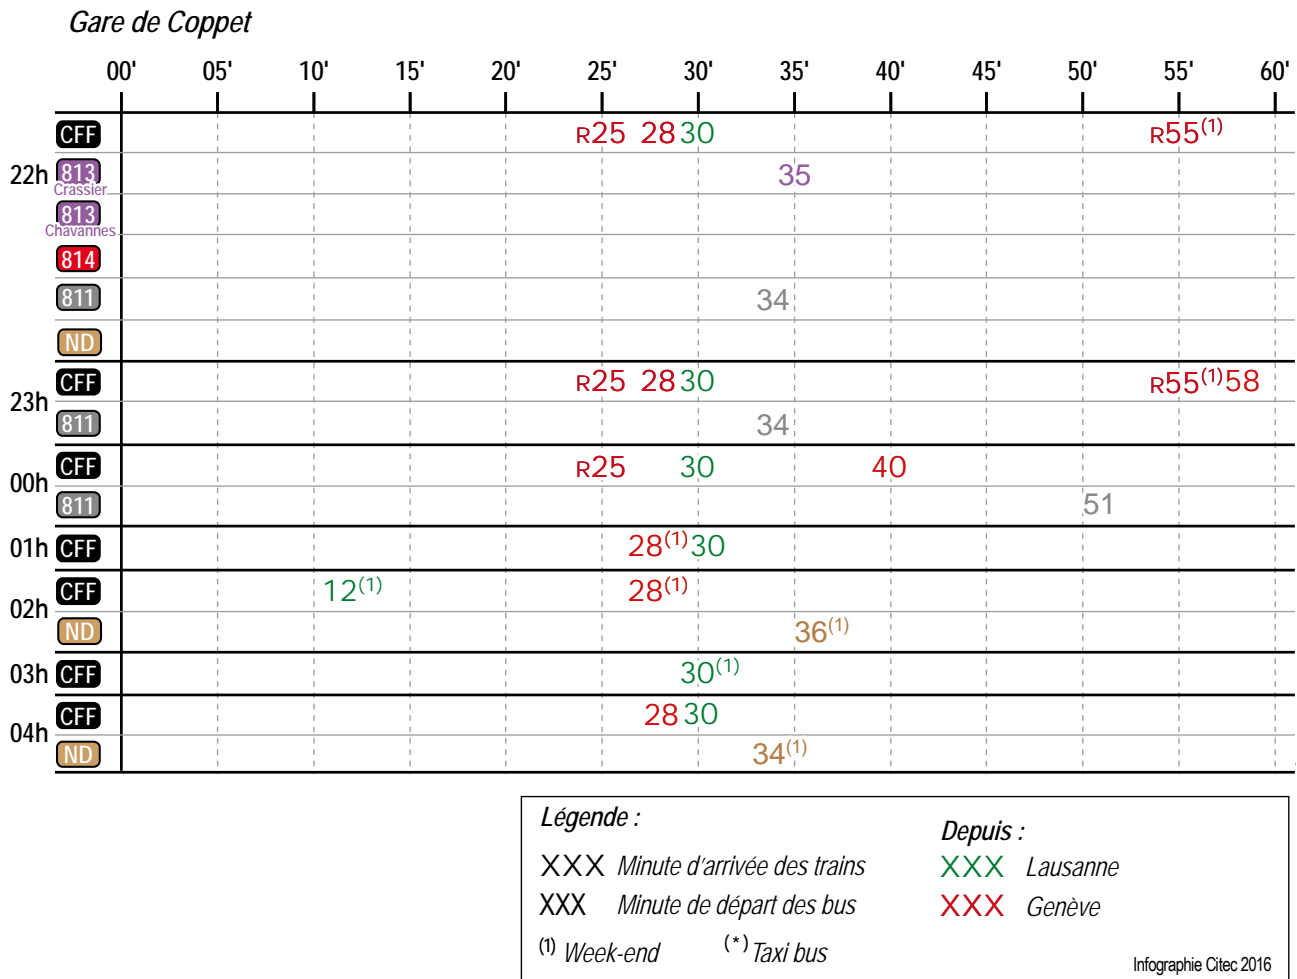 Gare de Coppet
00' 05' 10' 15' 20' 25' 30' 35' 40' 45' 50' 55' 60'
CFF R25 28 30 R55(1)
22h 813 Crassier 35
813 Chavannes
814
811 34
ND
CFF R25 28 30 R55(1) 58
23h
811 34
CFF R25 30 40
00h
811 51
01h CFF 28(1) 30
CFF 12(1) 28(1)
02h
ND 36(1)
03h CFF 30(1)
CFF 28 30
04h
ND 34(1)
Légende :
XXX Minute d'arrivée des trains
XXX Minute de départ des bus
(1) Week-end (*) Taxi bus
Depuis :
XXX Lausanne
XXX Genève
Infographie Citec 2016